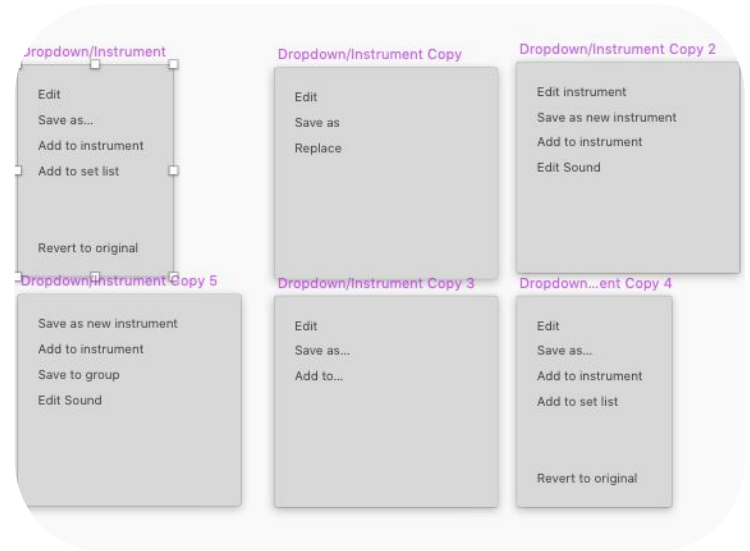 Dropdown/Instrument
Edit
Save as...
Add to instrument
Add to set list
Revert to original
Dropdown/Instrument Copy
Edit
Save as
Replace
Dropdown/Instrument Copy 2
Edit instrument
Save as new instrument
Add to instrument
Edit Sound
Dropdown/Instrument Copy 5
Save as new instrument
Add to instrument
Save to group
Edit Sound
Dropdown/Instrument Copy 3
Edit
Save as...
Add to...
Dropdown...ent Copy 4
Edit
Save as...
Add to instrument
Add to set list
Revert to original